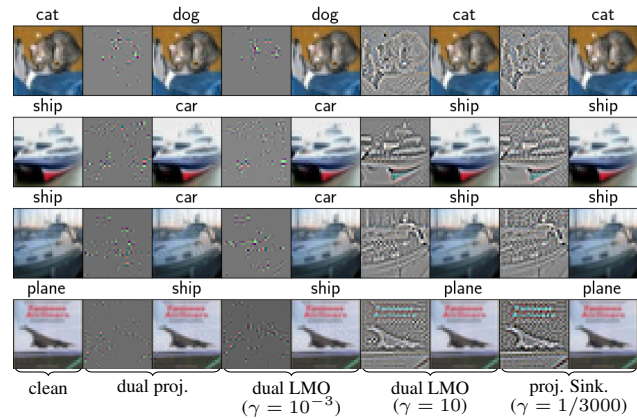 cat dog dog cat cat
ship car car ship ship
ship car car ship ship
plane ship ship plane plane
clean dual proj. dual LMO dual LMO proj. Sink.
(γ = 10⁻³) (γ = 10) (γ = 1/3000)